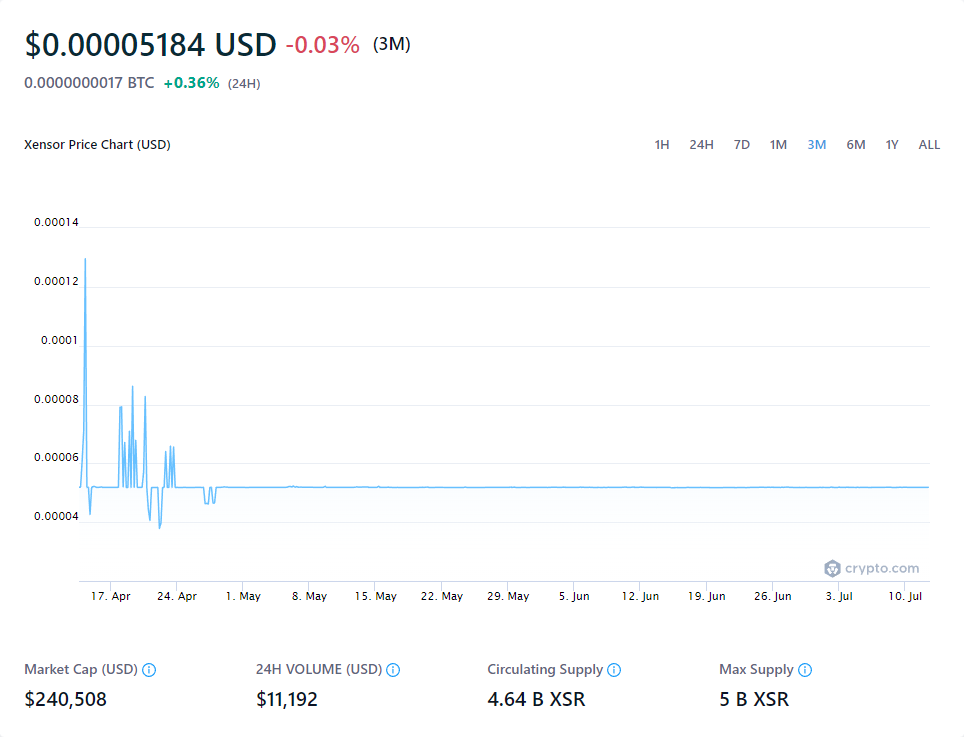 $0.00005184 USD -0.03% (3M)
0.0000000017 BTC +0.36% (24H)
Xensor Price Chart (USD) 1H 24H 7D 1M 3M 6M 1Y ALL
0.00014
0.00012
0.0001
0.00008
0.00006
0.00004
crypto.com
17. Apr 24. Apr 1. May 8. May 15. May 22. May 29. May 5. Jun 12. Jun 19. Jun 26. Jun 3. Jul 10. Jul
Market Cap (USD) 24H VOLUME (USD) Circulating Supply Max Supply
$240,508 $11,192 4.64 B XSR 5 B XSR